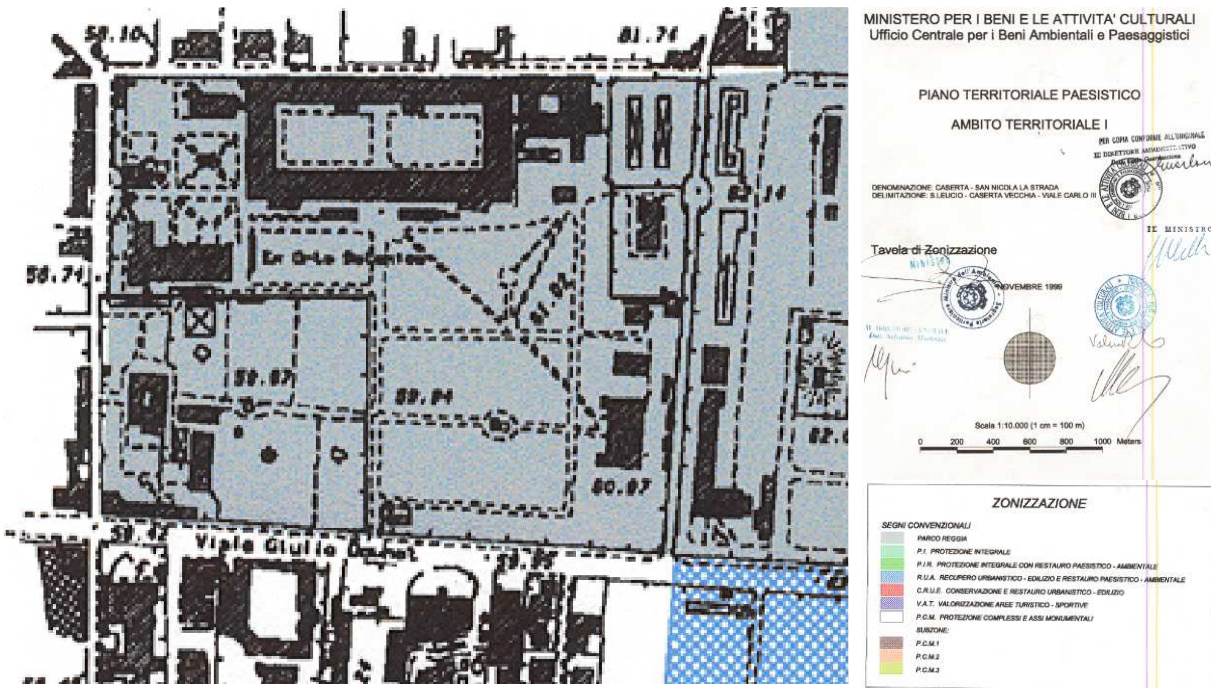 58.10
81.71
58.74
59.87
59.94
60.87
Viale Giulio Douhet
MINISTERO PER I BENI E LE ATTIVITA' CULTURALI
Ufficio Centrale per i Beni Ambientali e Paesaggistici
PIANO TERRITORIALE PAESISTICO
AMBITO TERRITORIALE I
PER COPIA CONFORME ALL'ORIGINALE
IL DIRETTORE AMMINISTRATIVO
DENOMINAZIONE: CASERTA - SAN NICOLA LA STRADA
DELIMITAZIONE: S.LEUCIO - CASERTA VECCHIA - VIALE CARLO III
IL MINISTRO
Tavola di Zonizzazione
NOVEMBRE 1999
Scala 1:10.000 (1 cm = 100 m)
0 200 400 600 800 1000 Meters
ZONIZZAZIONE
SEGNI CONVENZIONALI
PARCO REGGIA
P.I. PROTEZIONE INTEGRALE
P.I.R. PROTEZIONE INTEGRALE CON RESTAURO PAESISTICO - AMBIENTALE
R.U.A. RECUPERO URBANISTICO - EDILIZIO E RESTAURO PAESISTICO - AMBIENTALE
C.R.U.E. CONSERVAZIONE E RESTAURO URBANISTICO - EDILIZIO
V.A.T. VALORIZZAZIONE AREE TURISTICO - SPORTIVE
P.C.M. PROTEZIONE COMPLESSI E ASSI MONUMENTALI
SUBZONE:
P.C.M.1
P.C.M.2
P.C.M.3